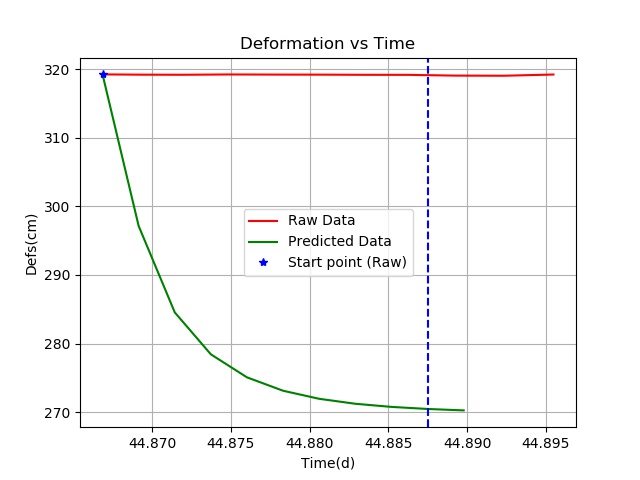 Deformation vs Time
320
310
300
290
280
270
Defs(cm)
Raw Data
Predicted Data
Start point (Raw)
44.870 44.875 44.880 44.885 44.890 44.895
Time(d)